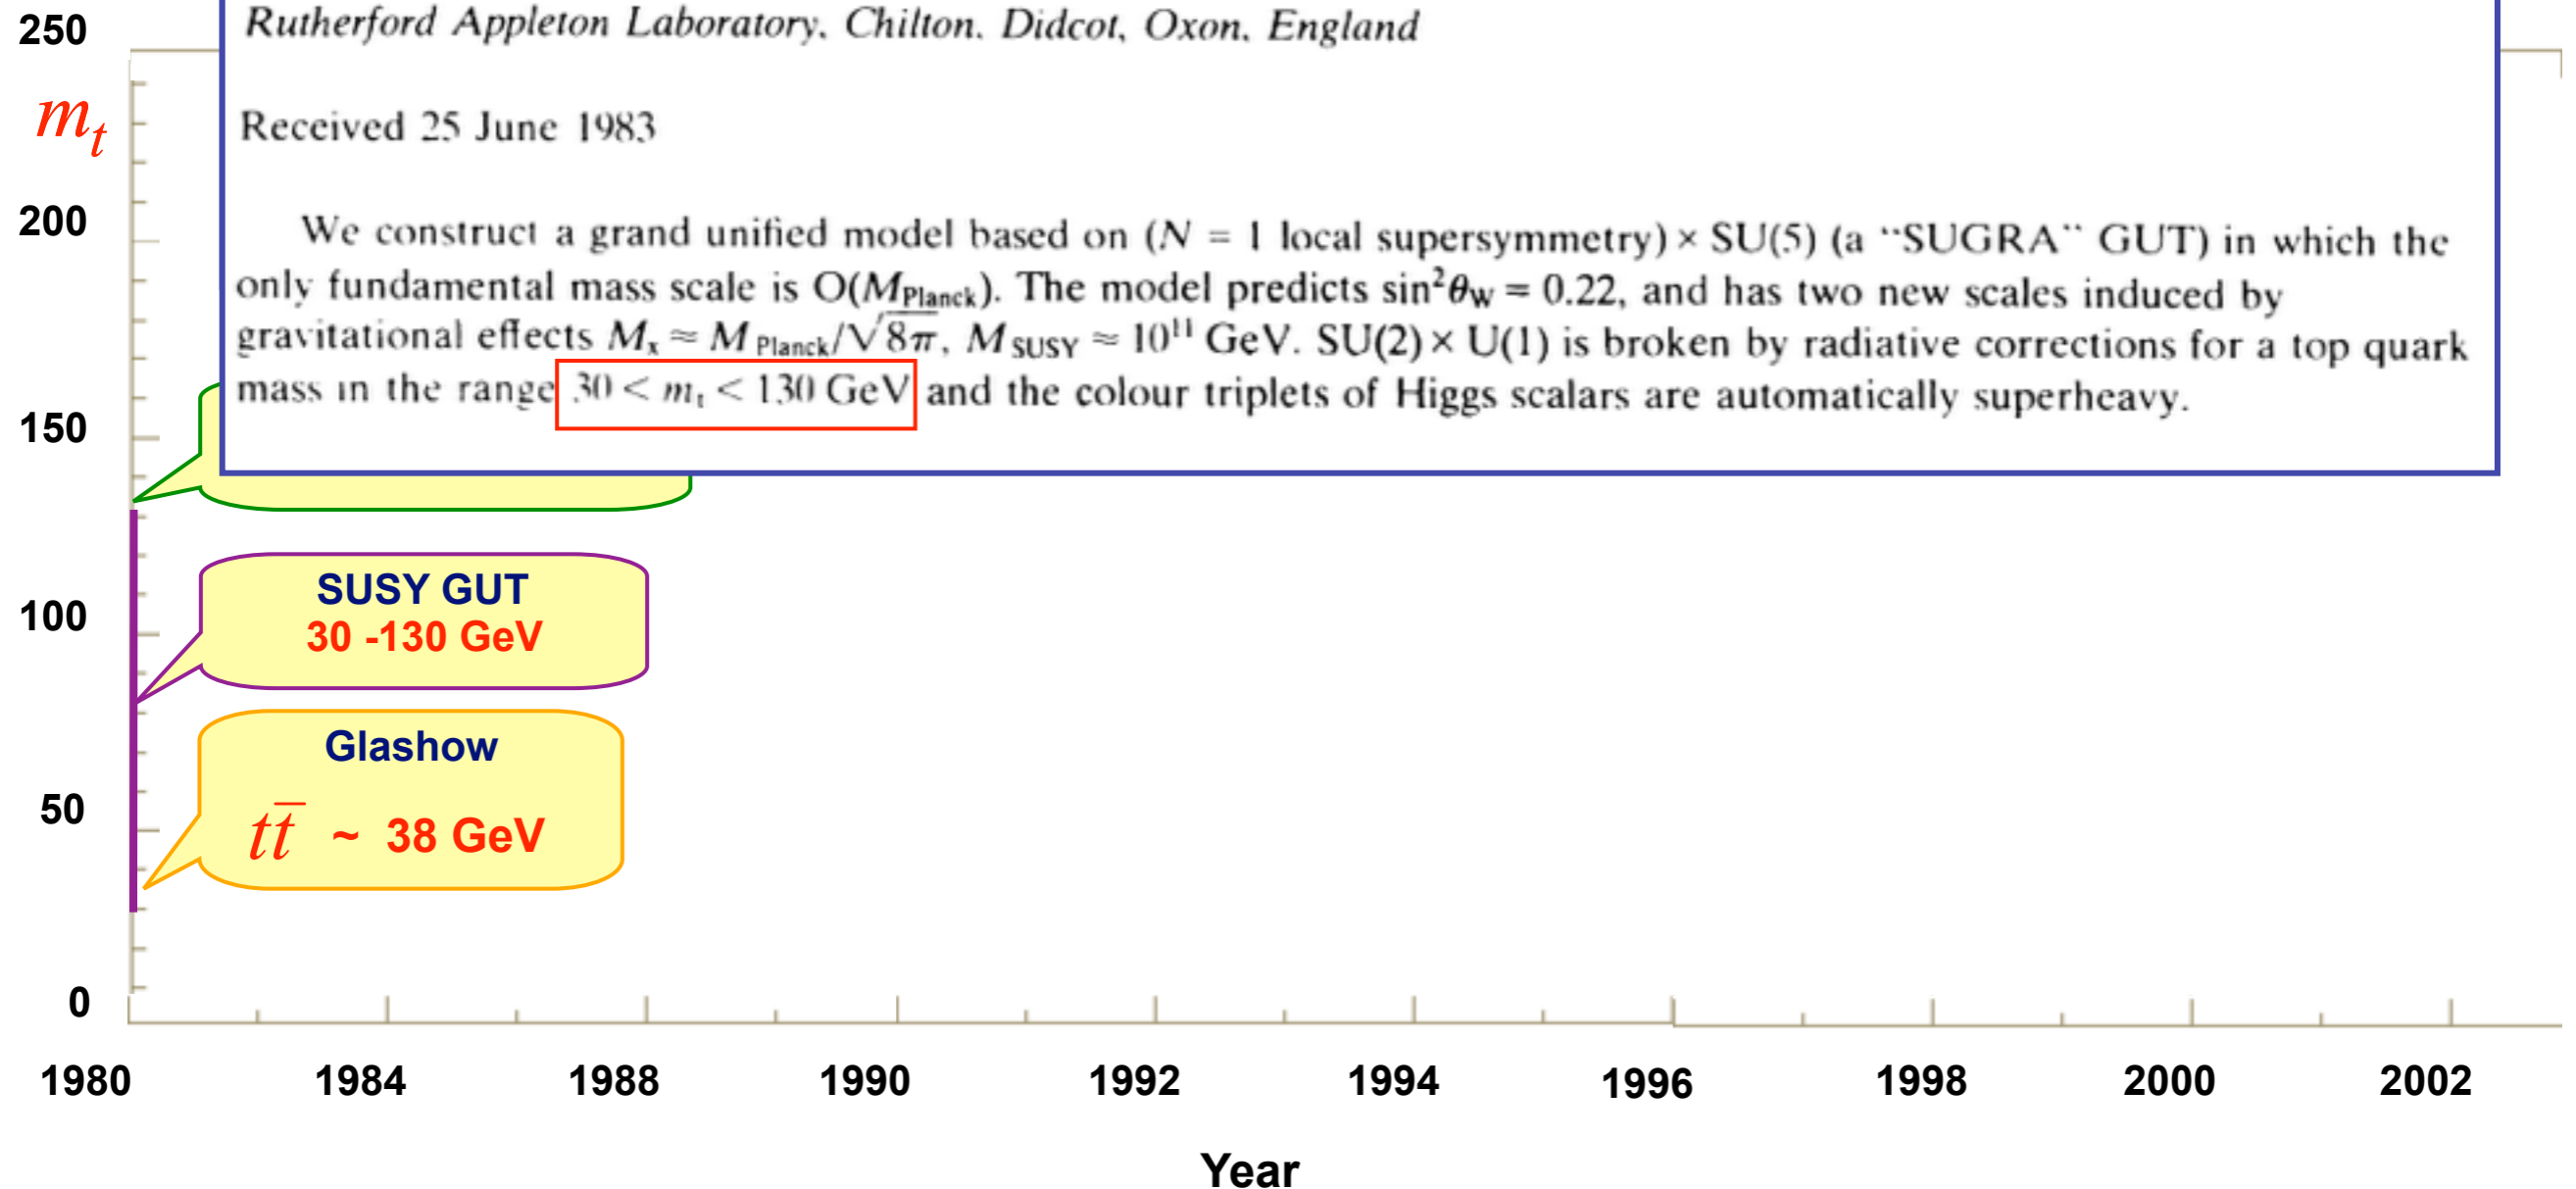 Rutherford Appleton Laboratory, Chilton, Didcot, Oxon, England
Received 25 June 1983
We construct a grand unified model based on (N = 1 local supersymmetry) × SU(5) (a "SUGRA" GUT) in which the
only fundamental mass scale is O(M_Planck). The model predicts sin²θ_W = 0.22, and has two new scales induced by
gravitational effects M_x ≈ M_Planck/√8π, M_SUSY ≈ 10¹¹ GeV. SU(2) × U(1) is broken by radiative corrections for a top quark
mass in the range 30 < m_t < 130 GeV and the colour triplets of Higgs scalars are automatically superheavy.
250
m_t
200
150
100
50
0
SUSY GUT
30 -130 GeV
Glashow
tt̅ ~ 38 GeV
1980 1984 1988 1990 1992 1994 1996 1998 2000 2002
Year